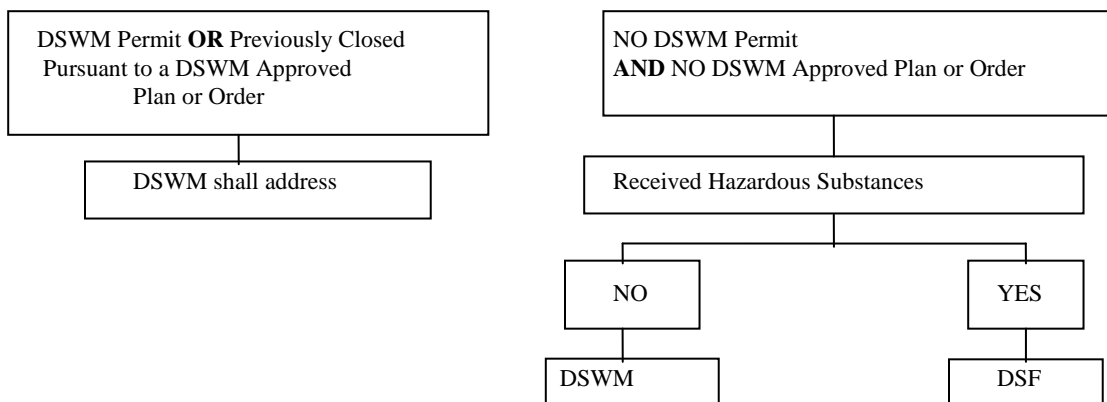 DSWM Permit OR Previously Closed
Pursuant to a DSWM Approved
Plan or Order
DSWM shall address
NO DSWM Permit
AND NO DSWM Approved Plan or Order
Received Hazardous Substances
NO
YES
DSWM
DSF